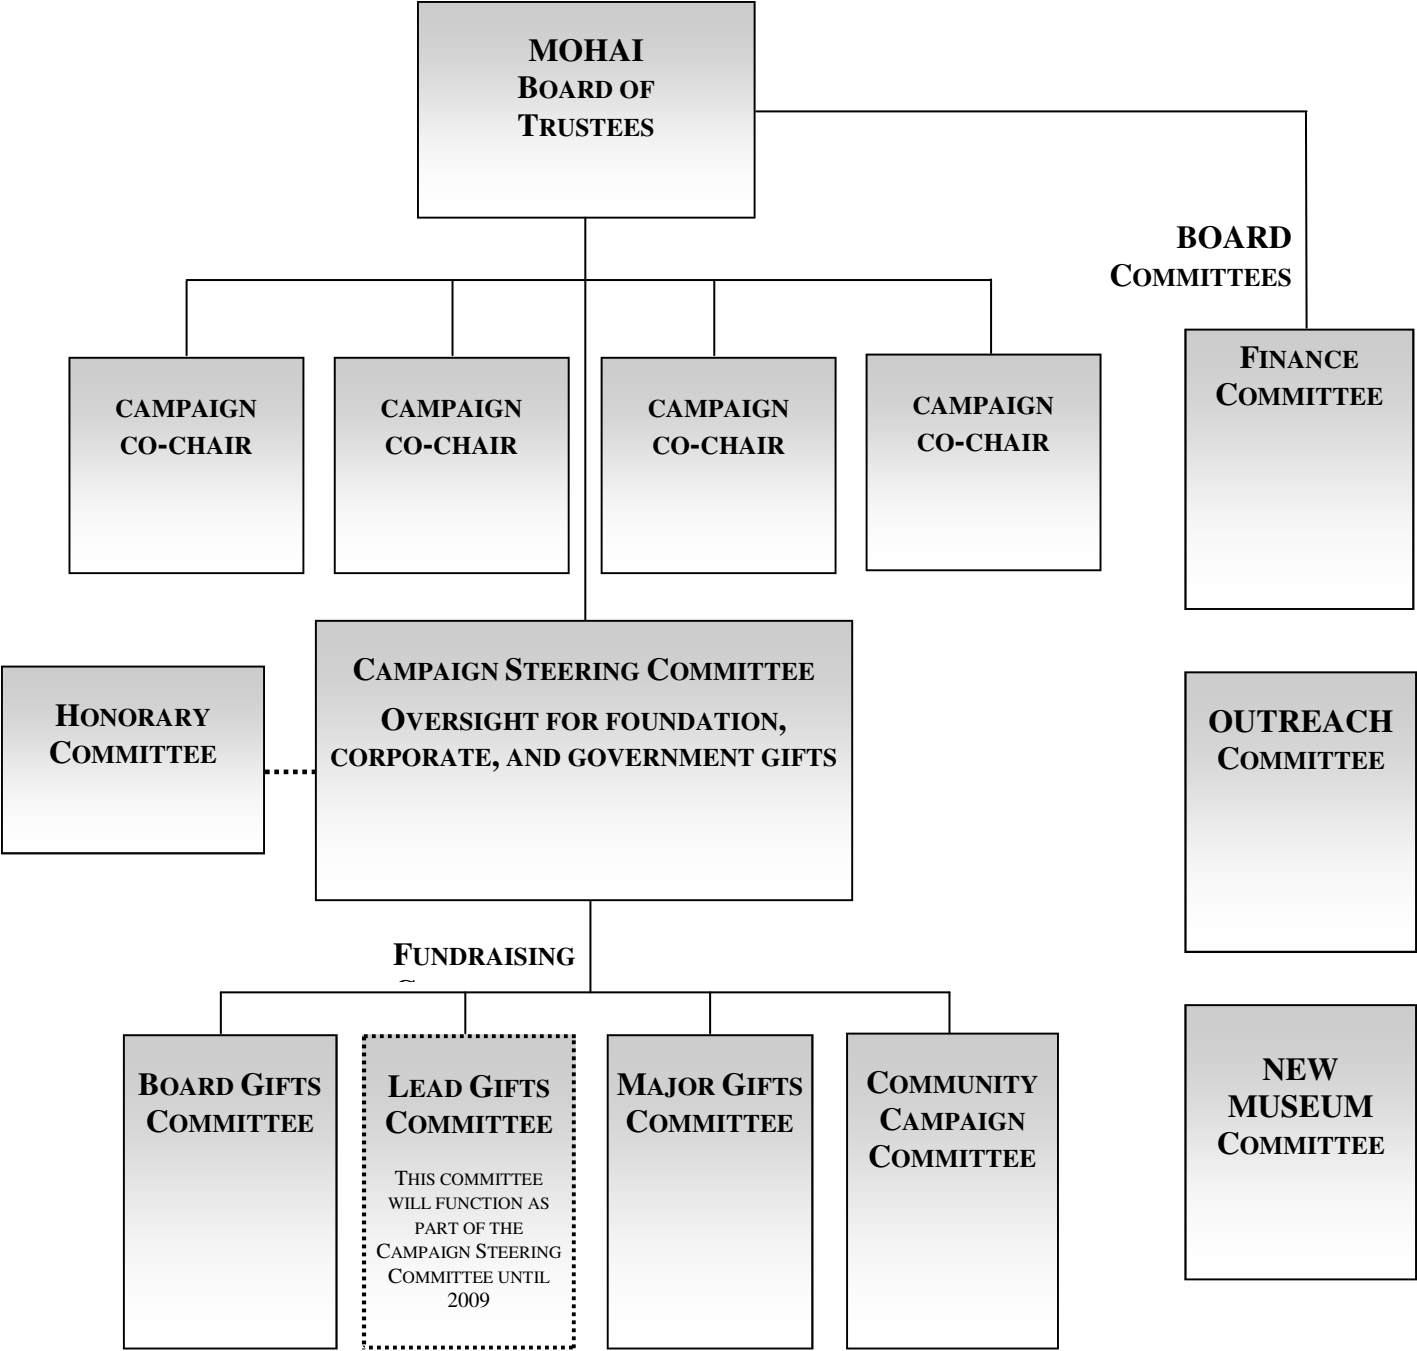 MOHAI
BOARD OF
TRUSTEES
BOARD
COMMITTEES
CAMPAIGN
CO-CHAIR
CAMPAIGN
CO-CHAIR
CAMPAIGN
CO-CHAIR
CAMPAIGN
CO-CHAIR
FINANCE
COMMITTEE
HONORARY
COMMITTEE
CAMPAIGN STEERING COMMITTEE
OVERSIGHT FOR FOUNDATION,
CORPORATE, AND GOVERNMENT GIFTS
OUTREACH
COMMITTEE
FUNDRAISING
BOARD GIFTS
COMMITTEE
LEAD GIFTS
COMMITTEE
THIS COMMITTEE
WILL FUNCTION AS
PART OF THE
CAMPAIGN STEERING
COMMITTEE UNTIL
2009
MAJOR GIFTS
COMMITTEE
COMMUNITY
CAMPAIGN
COMMITTEE
NEW
MUSEUM
COMMITTEE